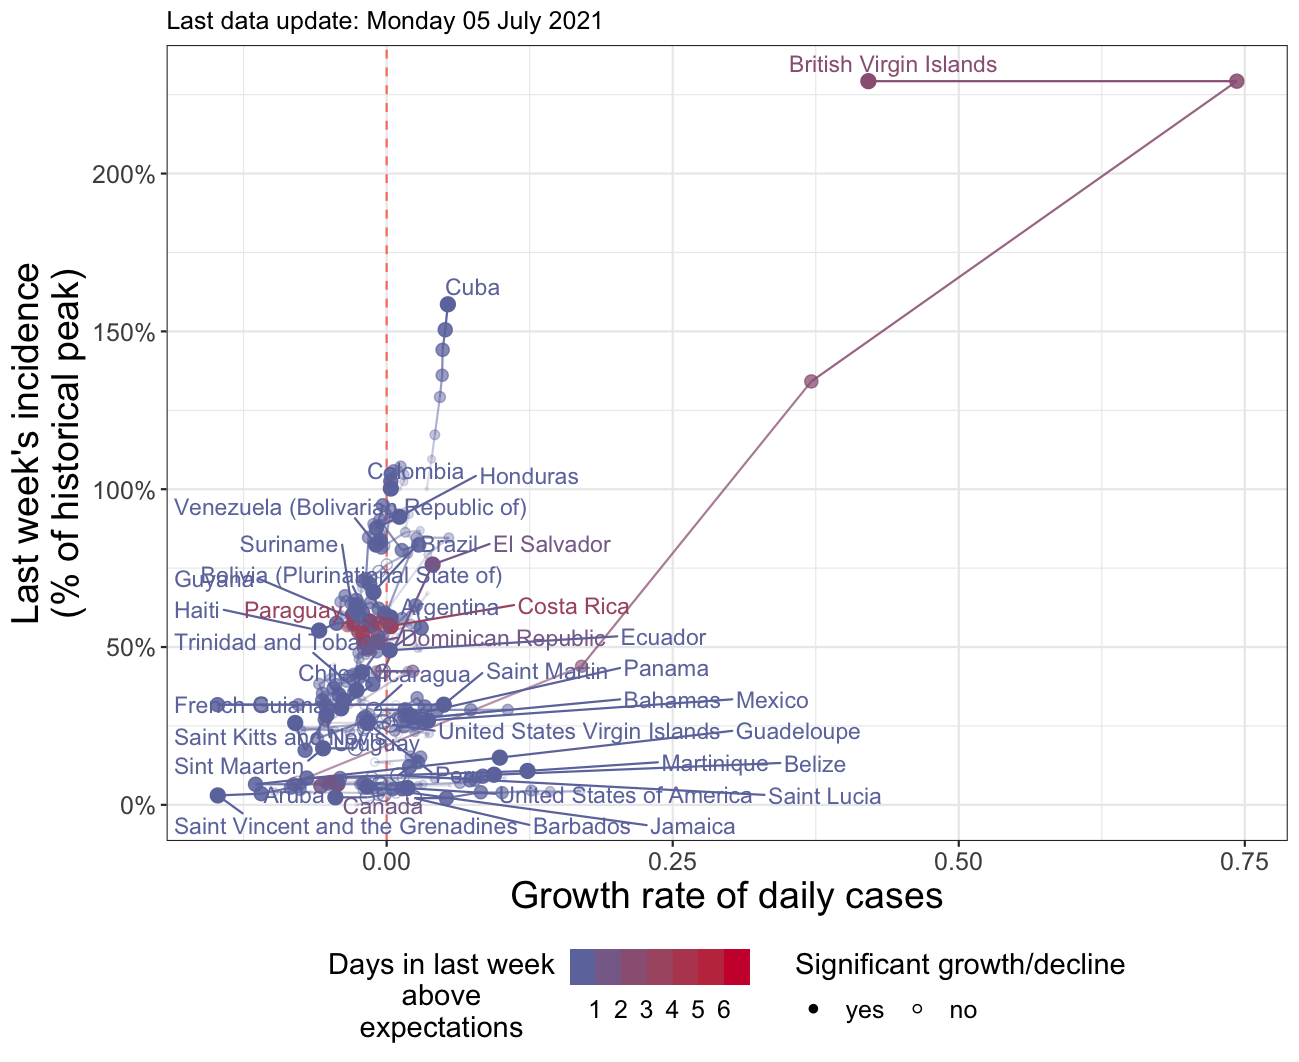 Last data update: Monday 05 July 2021
British Virgin Islands
200%
Cuba
150%
Last week's incidence
(% of historical peak)
Colombia
Honduras
100%
Venezuela (Bolivarian Republic of)
Suriname
Brazil
El Salvador
Guyana
Bolivia (Plurinational State of)
Haiti
Paraguay
Argentina
Costa Rica
Trinidad and Tobago
Dominican Republic
Ecuador
50%
Chile
Nicaragua
Saint Martin
Panama
French Guiana
Bahamas
Mexico
Saint Kitts and Nevis
Uruguay
United States Virgin Islands
Guadeloupe
Sint Maarten
Peru
Martinique
Belize
0%
Aruba
Canada
United States of America
Saint Lucia
Saint Vincent and the Grenadines
Barbados
Jamaica
0.00
0.25
0.50
0.75
Growth rate of daily cases
Days in last week
above
expectations
1 2 3 4 5 6
Significant growth/decline
yes
no